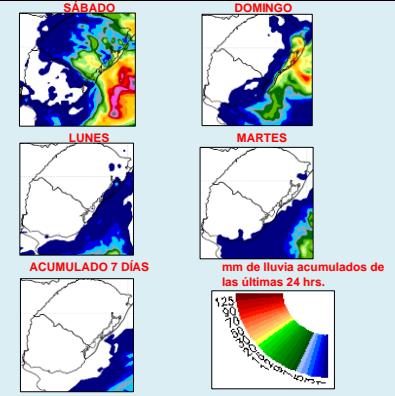 SÁBADO
DOMINGO
LUNES
MARTES
ACUMULADO 7 DÍAS
mm de lluvia acumulados de
las últimas 24 hrs.
125
90
70